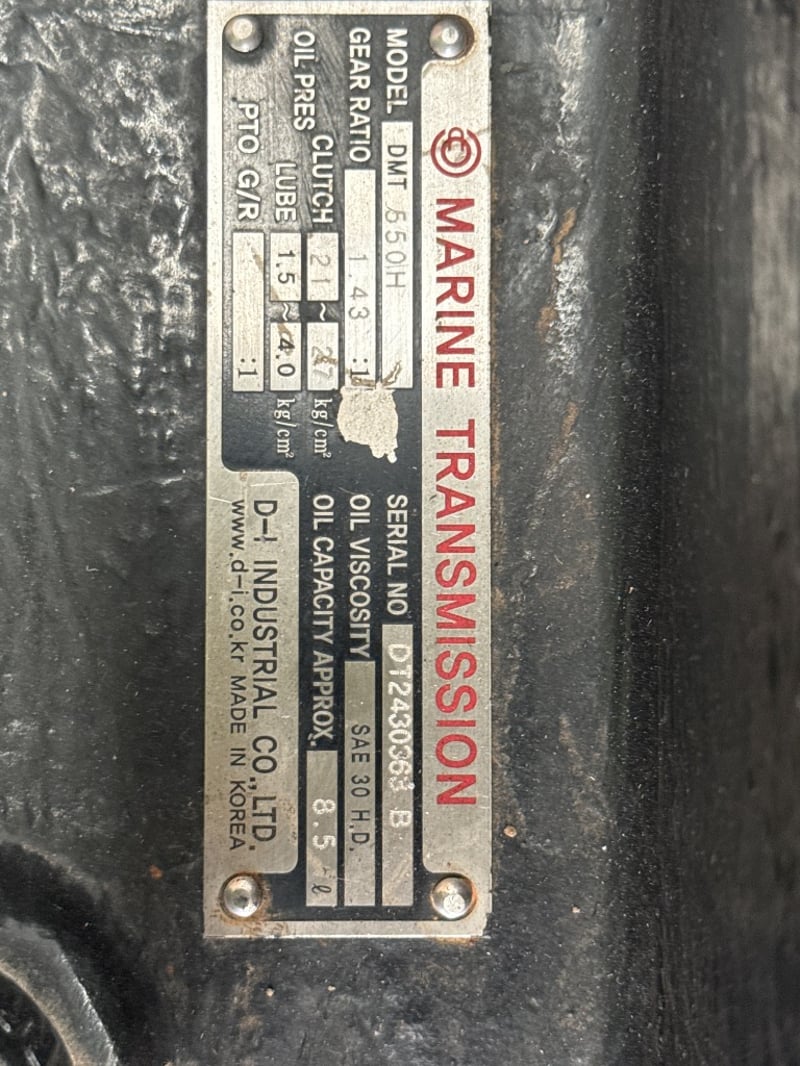 MARINE TRANSMISSION
MODEL DMT 550H
GEAR RATIO 1.43 :1
OIL PRES CLUTCH 21 ~ 27 kg/cm²
LUBE 1.5 ~ 4.0 kg/cm²
PTO G/R :1
SERIAL NO B
OIL VISCOSITY SAE 30 H.D.
OIL CAPACITY APPROX. 8.5 ℓ
D-I INDUSTRIAL CO.,LTD.
www.d-i.co.kr MADE IN KOREA